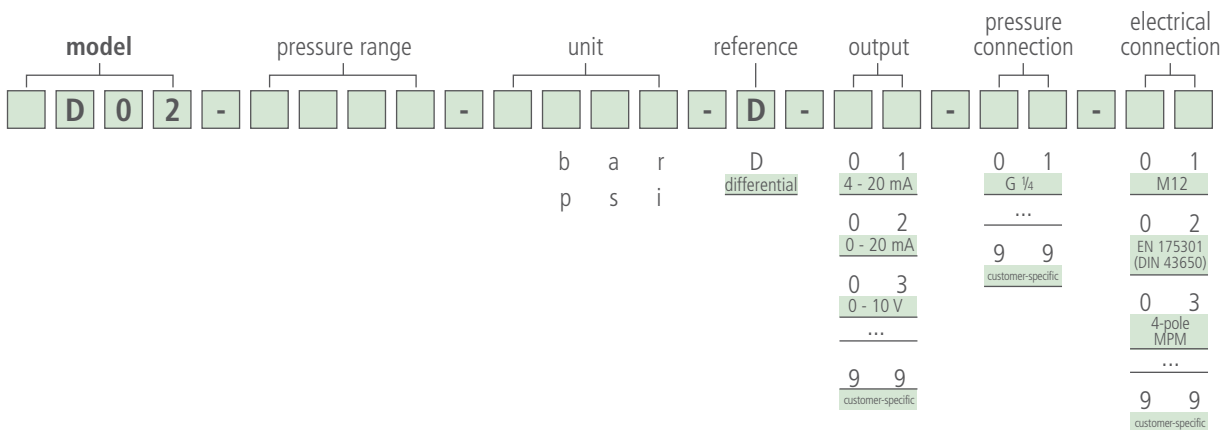 model pressure range unit reference output pressure connection electrical connection
D 0 2 - - - D - - -
b a r
p s i
D
differential
0 1
4 - 20 mA
0 2
0 - 20 mA
0 3
0 - 10 V
...
9 9
customer-specific
0 1
G ¼
...
9 9
customer-specific
0 1
M12
0 2
EN 175301
(DIN 43650)
0 3
4-pole
MPM
...
9 9
customer-specific